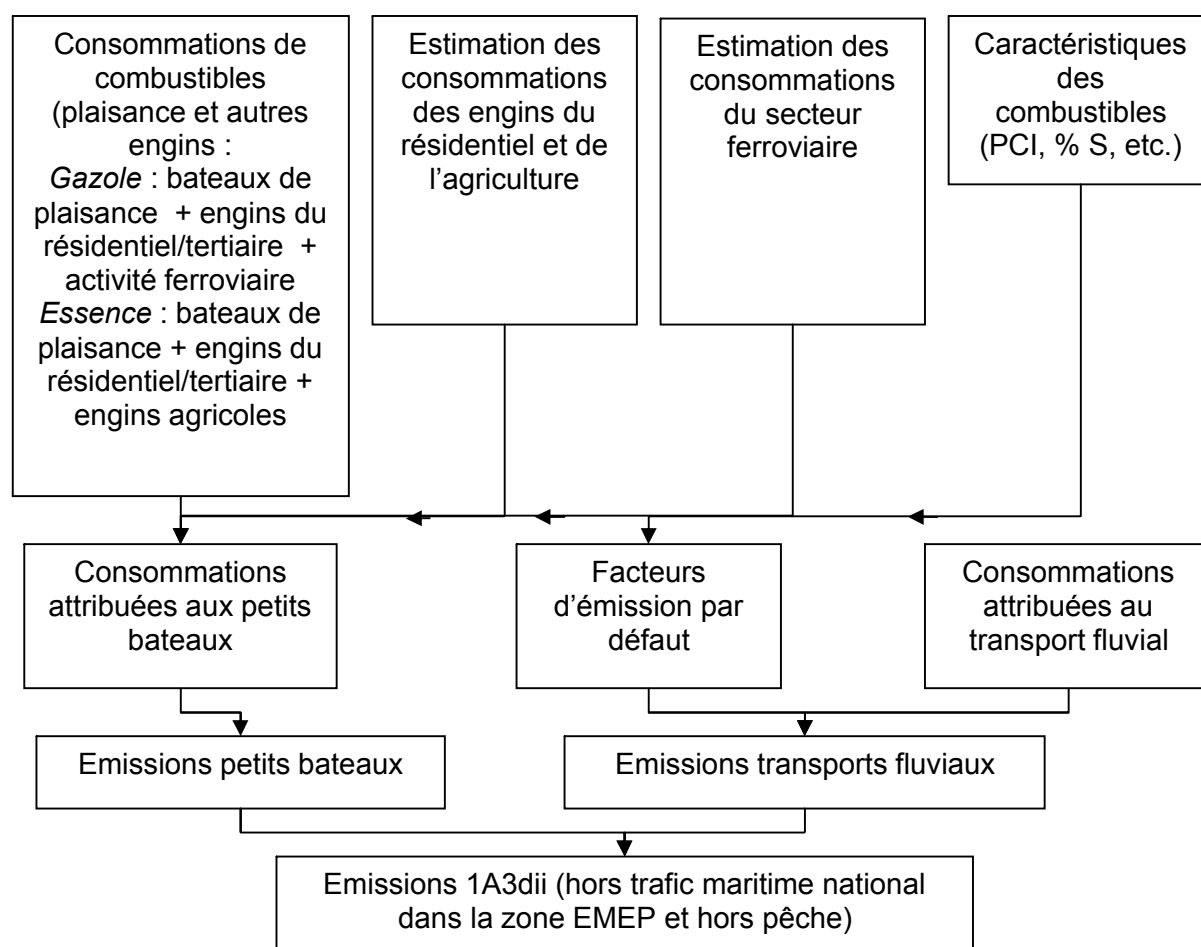 Consommations de
combustibles
(plaisance et autres
engins :
Gazole : bateaux de
plaisance + engins du
résidentiel/tertiaire +
activité ferroviaire
Essence : bateaux de
plaisance + engins du
résidentiel/tertiaire +
engins agricoles
Estimation des
consommations
des engins du
résidentiel et de
l’agriculture
Estimation des
consommations
du secteur
ferroviaire
Caractéristiques
des
combustibles
(PCI, % S, etc.)
Consommations
attribuées aux petits
bateaux
Facteurs
d’émission par
défaut
Consommations
attribuées au
transport fluvial
Emissions petits bateaux
Emissions transports fluviaux
Emissions 1A3dii (hors trafic maritime national
dans la zone EMEP et hors pêche)